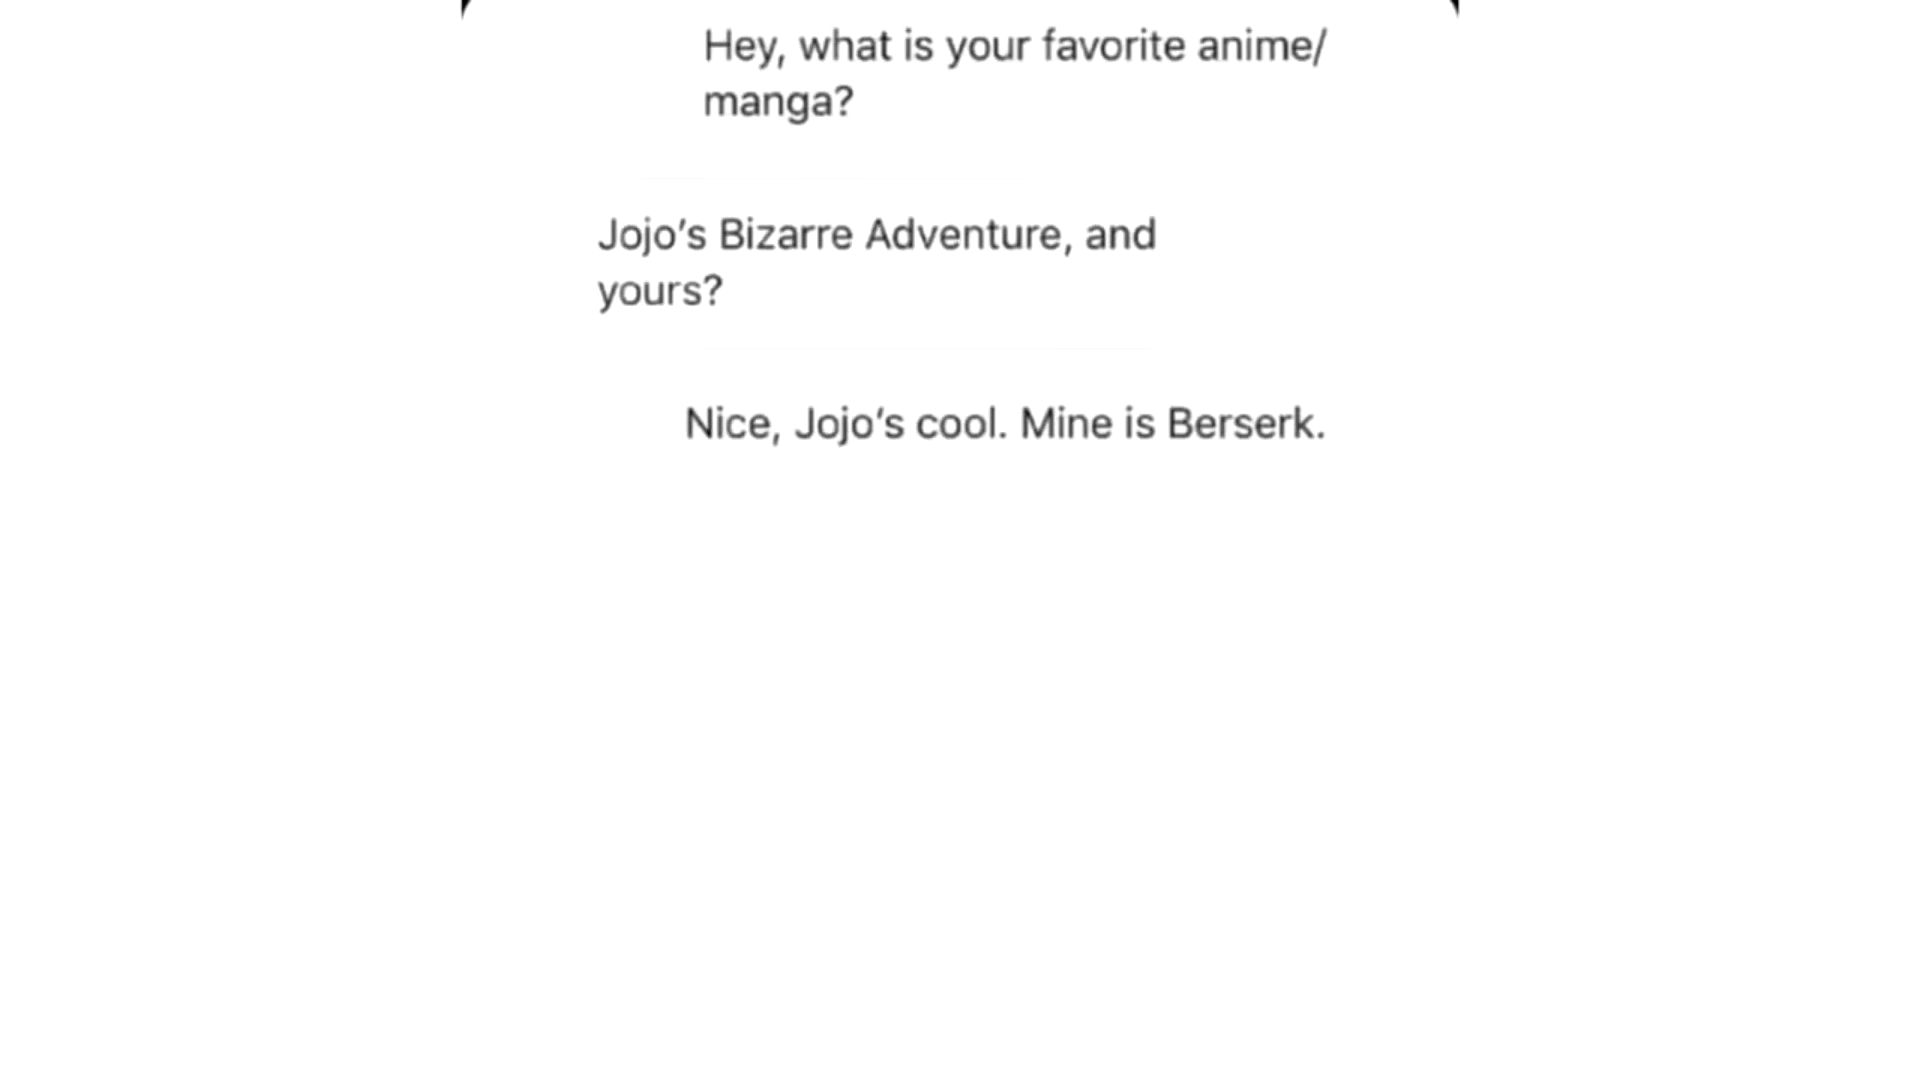 Hey, what is your favorite anime/
manga?
Jojo’s Bizarre Adventure, and
yours?
Nice, Jojo’s cool. Mine is Berserk.